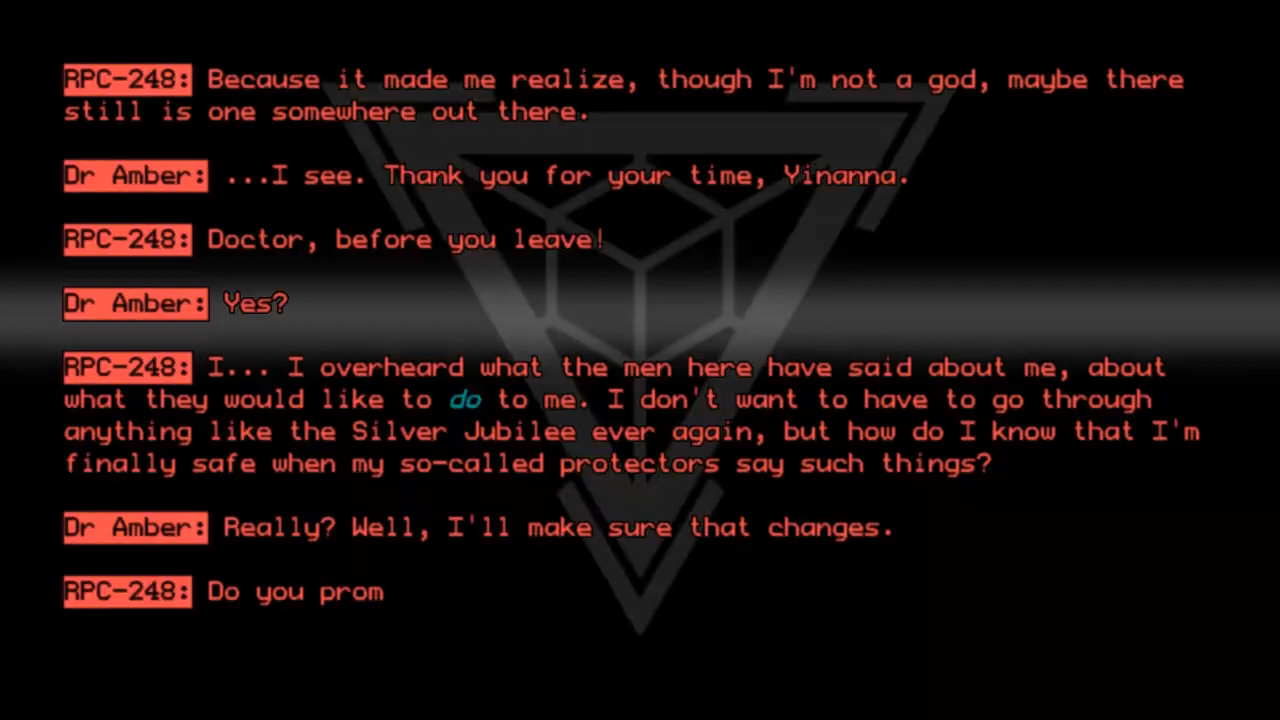 RPC-248: Because it made me realize, though I'm not a god, maybe there
still is one somewhere out there.
Dr Amber: ...I see. Thank you for your time, Yinanna.
RPC-248: Doctor, before you leave!
Dr Amber: Yes?
RPC-248: I... I overheard what the men here have said about me, about
what they would like to do to me. I don't want to have to go through
anything like the Silver Jubilee ever again, but how do I know that I'm
finally safe when my so-called protectors say such things?
Dr Amber: Really? Well, I'll make sure that changes.
RPC-248: Do you prom